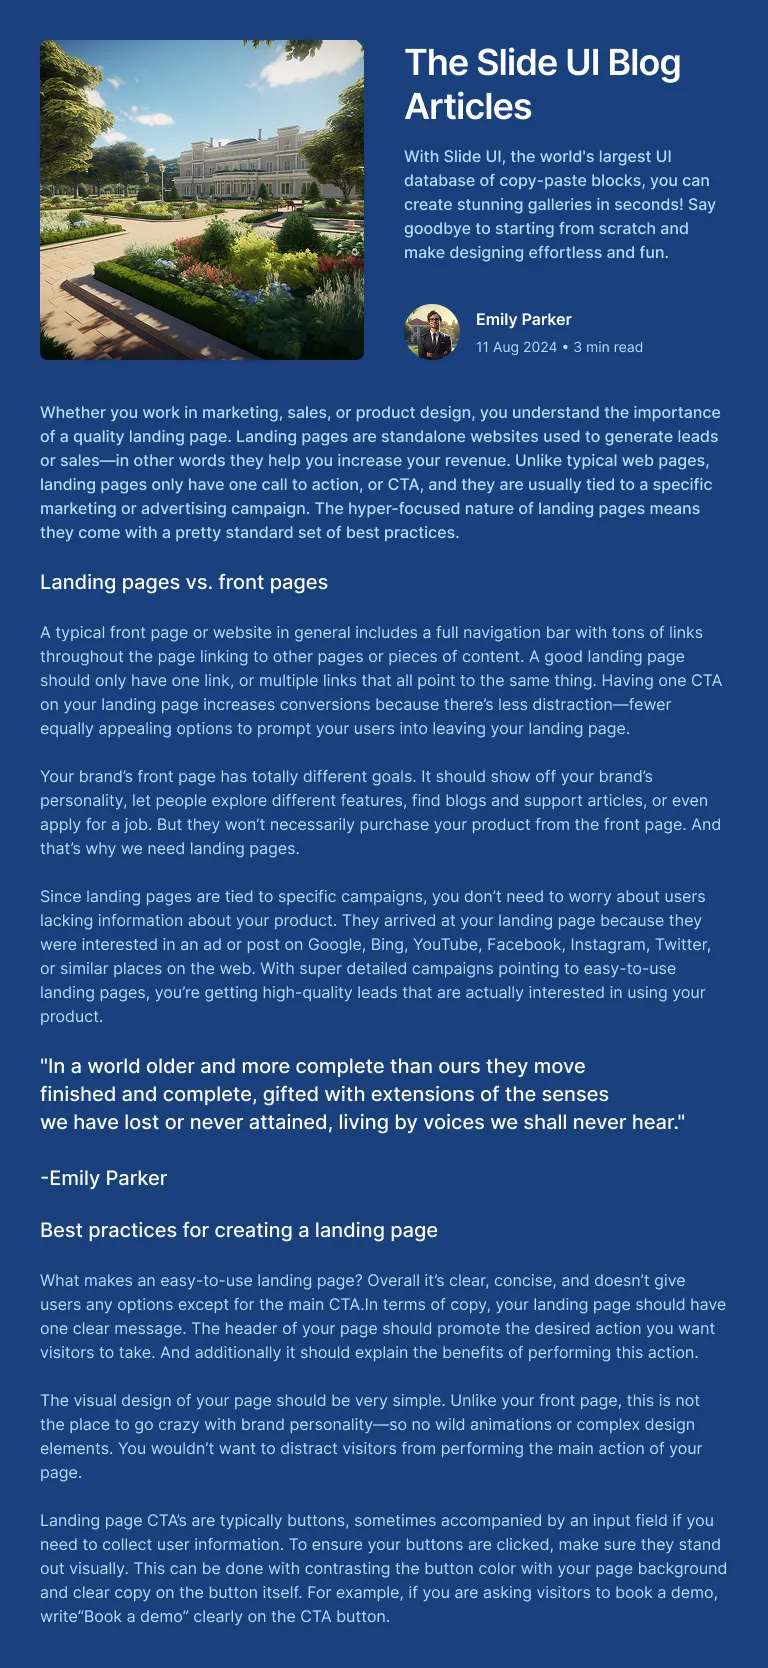 The Slide UI Blog
Articles
With Slide UI, the world's largest UI
database of copy-paste blocks, you can
create stunning galleries in seconds! Say
goodbye to starting from scratch and
make designing effortless and fun.
Emily Parker
11 Aug 2024 • 3 min read
Whether you work in marketing, sales, or product design, you understand the importance
of a quality landing page. Landing pages are standalone websites used to generate leads
or sales—in other words they help you increase your revenue. Unlike typical web pages,
landing pages only have one call to action, or CTA, and they are usually tied to a specific
marketing or advertising campaign. The hyper-focused nature of landing pages means
they come with a pretty standard set of best practices.
Landing pages vs. front pages
A typical front page or website in general includes a full navigation bar with tons of links
throughout the page linking to other pages or pieces of content. A good landing page
should only have one link, or multiple links that all point to the same thing. Having one CTA
on your landing page increases conversions because there’s less distraction—fewer
equally appealing options to prompt your users into leaving your landing page.
Your brand’s front page has totally different goals. It should show off your brand’s
personality, let people explore different features, find blogs and support articles, or even
apply for a job. But they won’t necessarily purchase your product from the front page. And
that’s why we need landing pages.
Since landing pages are tied to specific campaigns, you don’t need to worry about users
lacking information about your product. They arrived at your landing page because they
were interested in an ad or post on Google, Bing, YouTube, Facebook, Instagram, Twitter,
or similar places on the web. With super detailed campaigns pointing to easy-to-use
landing pages, you’re getting high-quality leads that are actually interested in using your
product.
"In a world older and more complete than ours they move
finished and complete, gifted with extensions of the senses
we have lost or never attained, living by voices we shall never hear."
-Emily Parker
Best practices for creating a landing page
What makes an easy-to-use landing page? Overall it’s clear, concise, and doesn’t give
users any options except for the main CTA.In terms of copy, your landing page should have
one clear message. The header of your page should promote the desired action you want
visitors to take. And additionally it should explain the benefits of performing this action.
The visual design of your page should be very simple. Unlike your front page, this is not
the place to go crazy with brand personality—so no wild animations or complex design
elements. You wouldn’t want to distract visitors from performing the main action of your
page.
Landing page CTA’s are typically buttons, sometimes accompanied by an input field if you
need to collect user information. To ensure your buttons are clicked, make sure they stand
out visually. This can be done with contrasting the button color with your page background
and clear copy on the button itself. For example, if you are asking visitors to book a demo,
write“Book a demo” clearly on the CTA button.